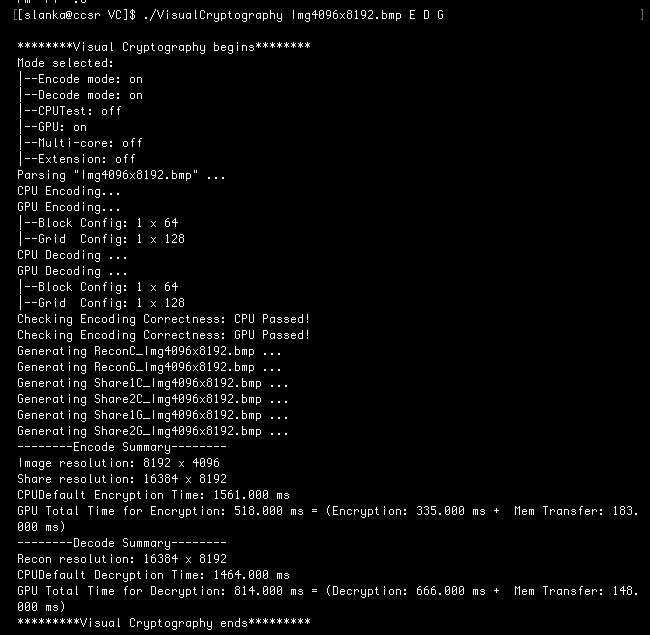 [[slanka@ccsr VC]$ ./VisualCryptography Img4096x8192.bmp E D G ]
********Visual Cryptography begins********
Mode selected:
|--Encode mode: on
|--Decode mode: on
|--CPUTest: off
|--GPU: on
|--Multi-core: off
|--Extension: off
Parsing "Img4096x8192.bmp" ...
CPU Encoding...
GPU Encoding...
|--Block Config: 1 x 64
|--Grid  Config: 1 x 128
CPU Decoding ...
GPU Decoding ...
|--Block Config: 1 x 64
|--Grid  Config: 1 x 128
Checking Encoding Correctness: CPU Passed!
Checking Encoding Correctness: GPU Passed!
Generating ReconC_Img4096x8192.bmp ...
Generating ReconG_Img4096x8192.bmp ...
Generating Share1C_Img4096x8192.bmp ...
Generating Share2C_Img4096x8192.bmp ...
Generating Share1G_Img4096x8192.bmp ...
Generating Share2G_Img4096x8192.bmp ...
--------Encode Summary--------
Image resolution: 8192 x 4096
Share resolution: 16384 x 8192
CPUDefault Encryption Time: 1561.000 ms
GPU Total Time for Encryption: 518.000 ms = (Encryption: 335.000 ms +  Mem Transfer: 183.
000 ms)
--------Decode Summary--------
Recon resolution: 16384 x 8192
CPUDefault Decryption Time: 1464.000 ms
GPU Total Time for Decryption: 814.000 ms = (Decryption: 666.000 ms +  Mem Transfer: 148.
000 ms)
*********Visual Cryptography ends*********